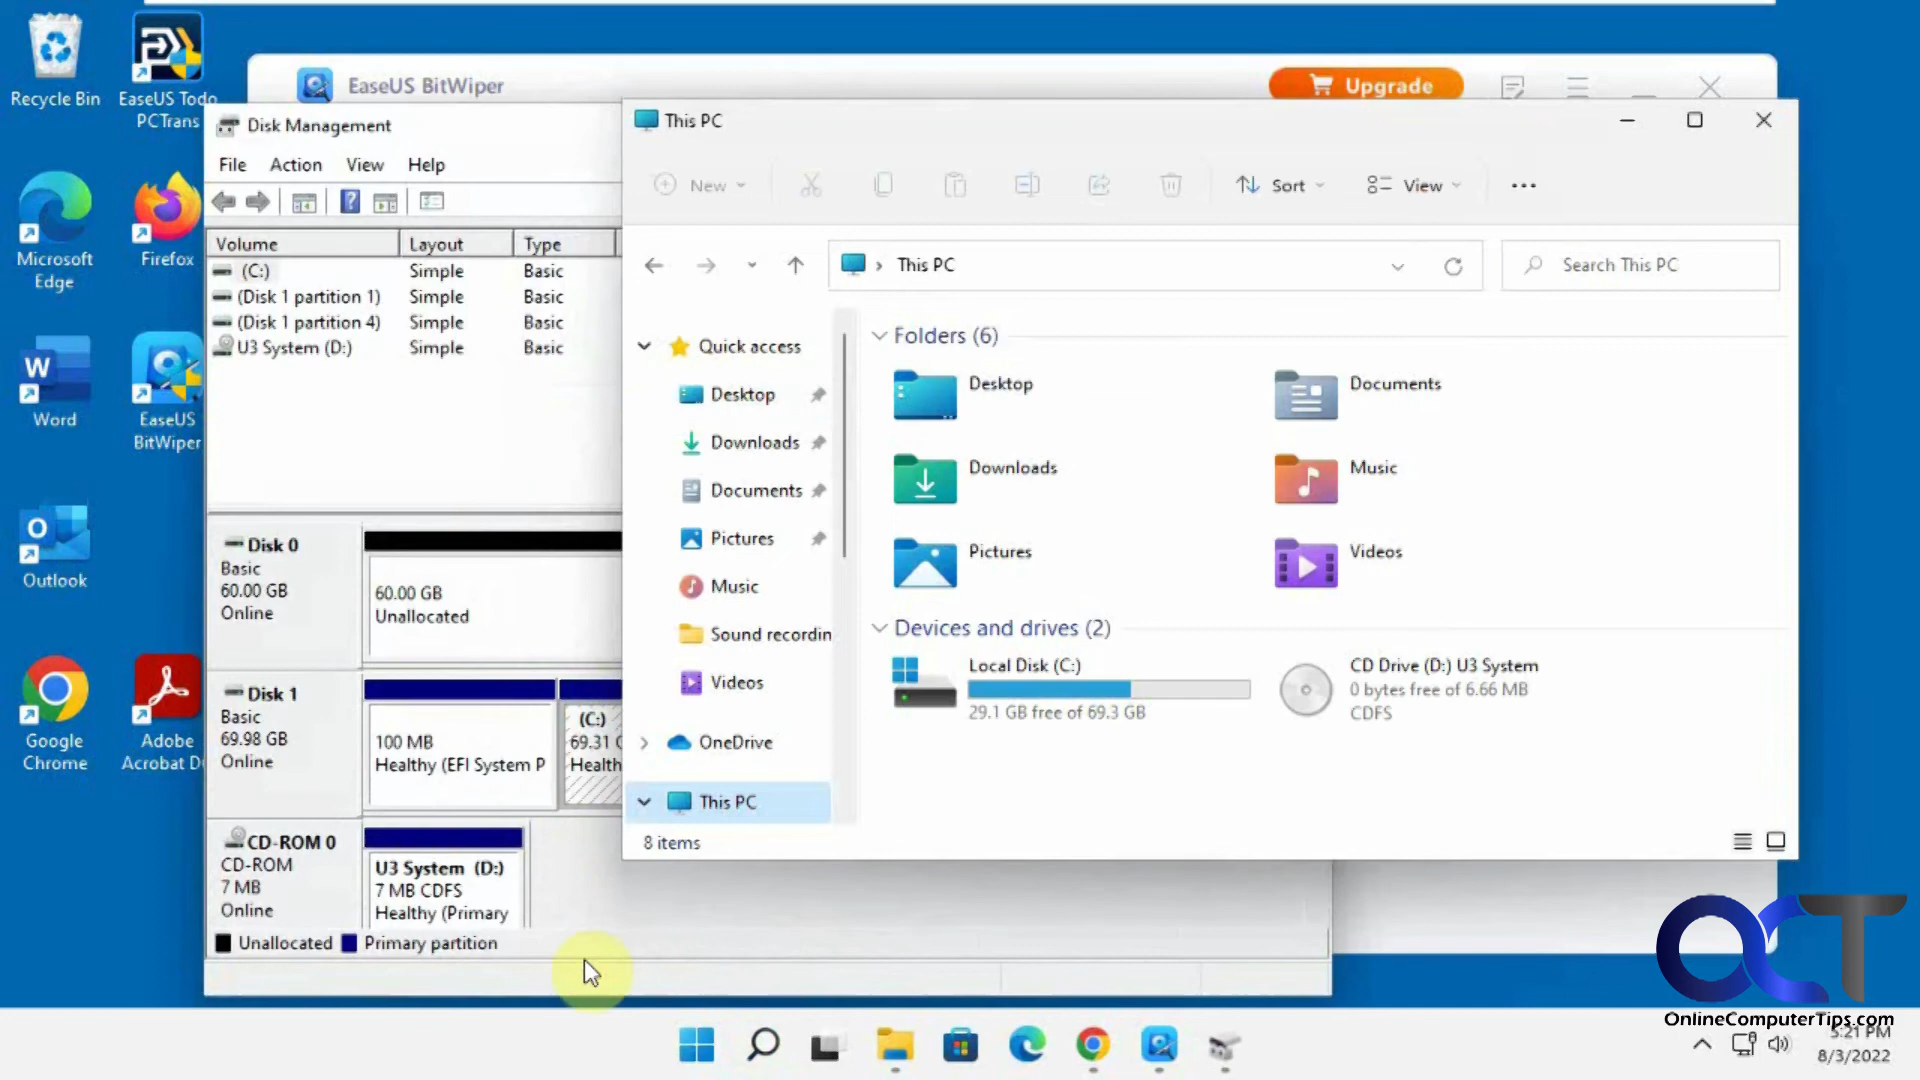 Recycle Bin
EaseUS Todo
PCTrans
Microsoft
Edge
Firefox
Word
EaseUS
BitWiper
Outlook
Google
Chrome
Adobe
Acrobat D
EaseUS BitWiper
Upgrade
Disk Management
File Action View Help
Volume Layout Type
(C:) Simple Basic
(Disk 1 partition 1) Simple Basic
(Disk 1 partition 4) Simple Basic
U3 System (D:) Simple Basic
Disk 0
Basic
60.00 GB
Online
60.00 GB
Unallocated
Disk 1
Basic
69.98 GB
Online
100 MB
Healthy (EFI System P
(C:)
69.31 G
Health
CD-ROM 0
CD-ROM
7 MB
Online
U3 System (D:)
7 MB CDFS
Healthy (Primary
Unallocated Primary partition
This PC
New Sort View
This PC
Search This PC
Quick access
Desktop
Downloads
Documents
Pictures
Music
Sound recordin
Videos
OneDrive
This PC
Folders (6)
Desktop
Documents
Downloads
Music
Pictures
Videos
Devices and drives (2)
Local Disk (C:)
29.1 GB free of 69.3 GB
CD Drive (D:) U3 System
0 bytes free of 6.66 MB
CDFS
8 items
OCT
OnlineComputerTips.com
5:21 PM
8/3/2022